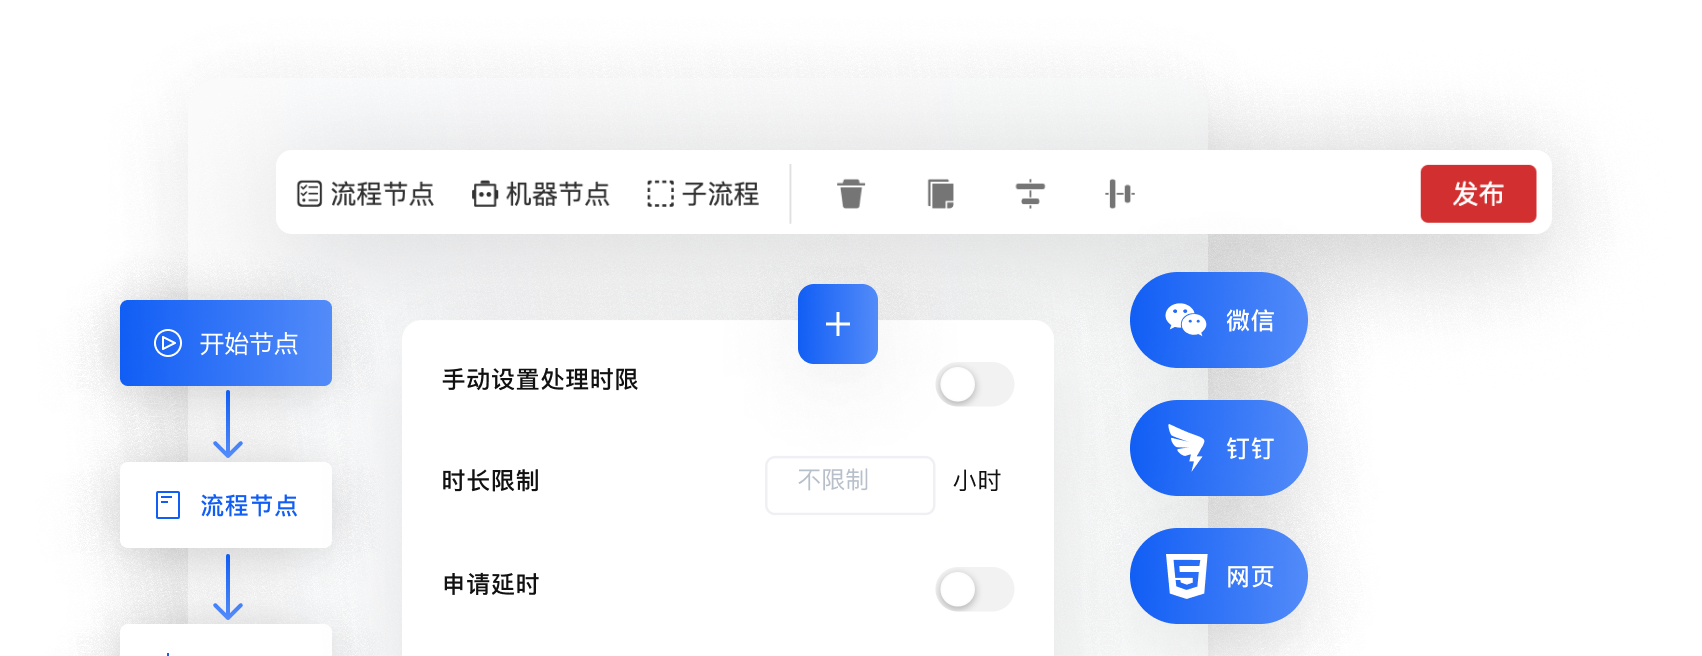 流程节点 机器节点 子流程 发布
开始节点
流程节点
手动设置处理时限
时长限制 不限制 小时
申请延时
微信
钉钉
网页